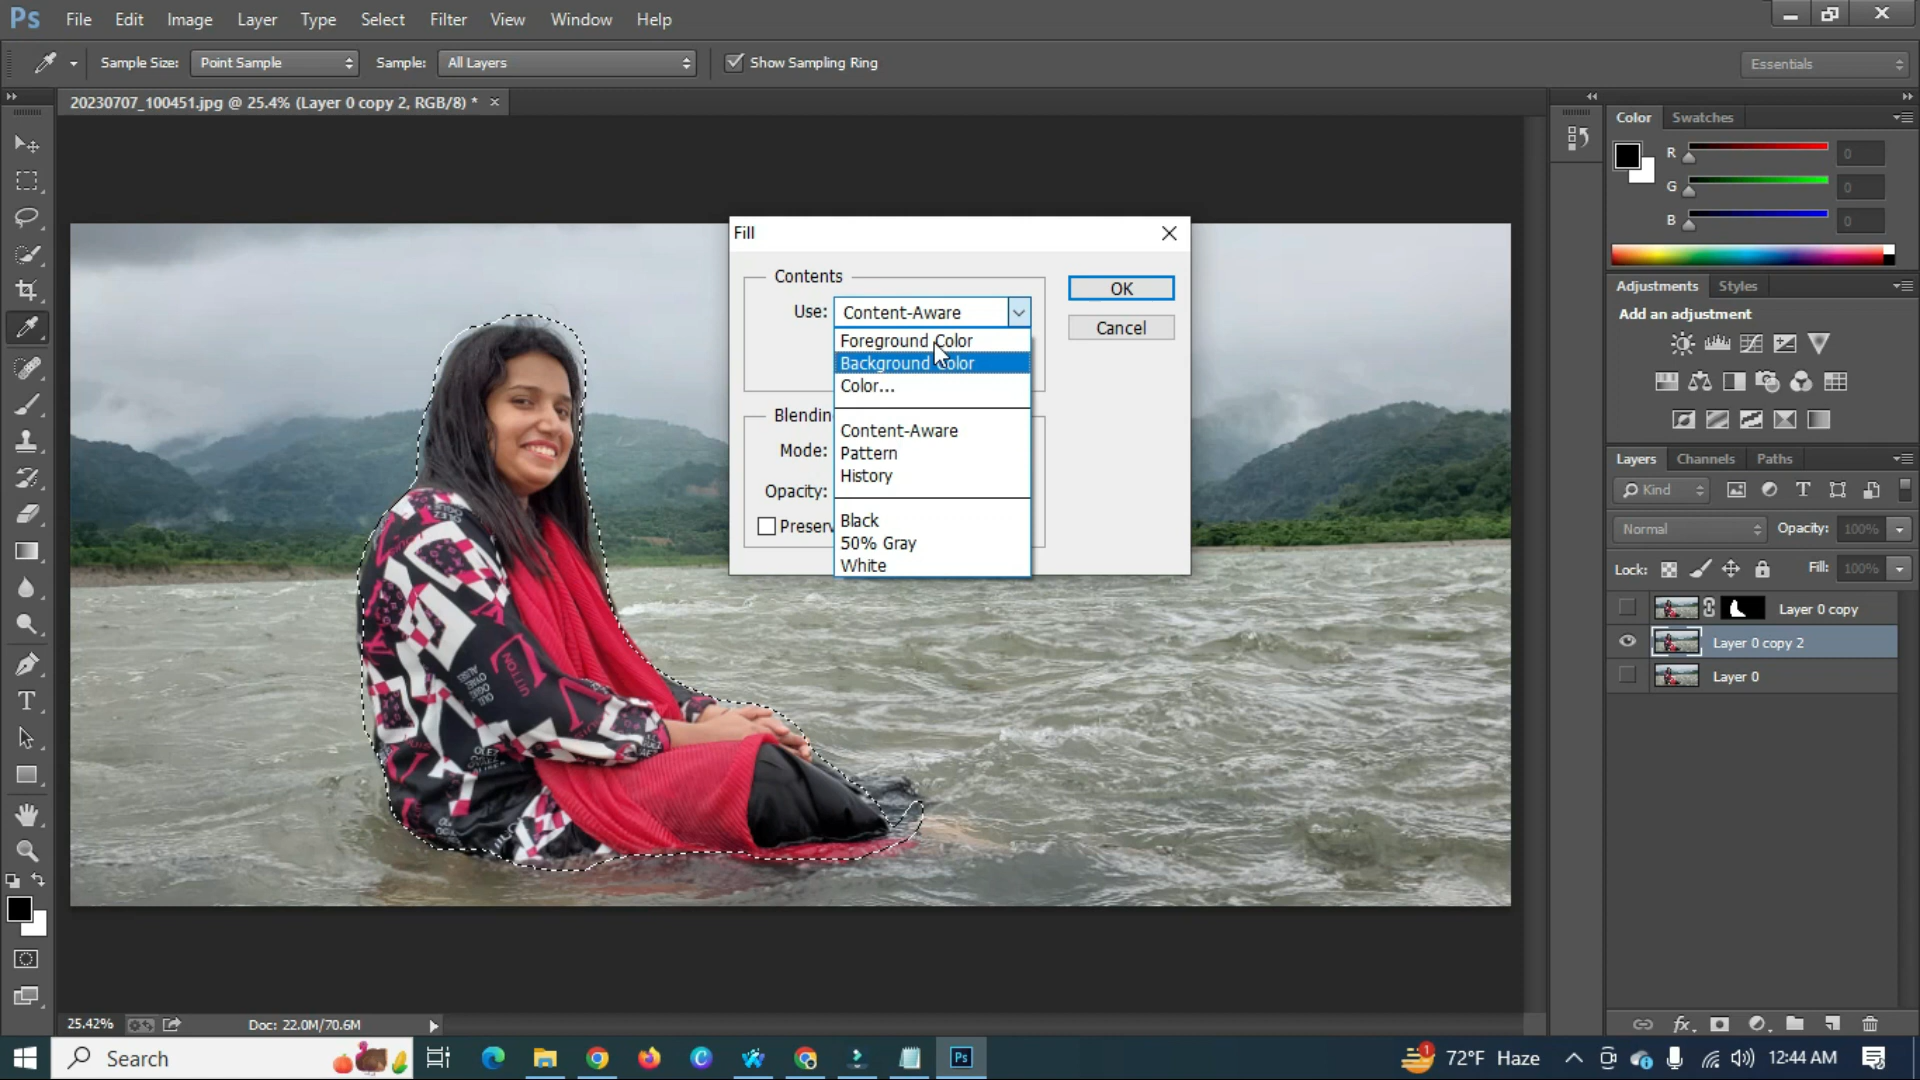 Ps File Edit Image Layer Type Select Filter View Window Help
Sample Size: Point Sample Sample: All Layers Show Sampling Ring Essentials
20230707_100451.jpg @ 25.4% (Layer 0 copy 2, RGB/8) * ×
Color Swatches
R 0
G 0
B 0
Adjustments Styles
Add an adjustment
Layers Channels Paths
Kind
Normal Opacity: 100%
Lock: Fill: 100%
Layer 0 copy
Layer 0 copy 2
Layer 0
Fill
Contents
Use: Content-Aware
OK
Cancel
Foreground Color
Background Color
Color...
Content-Aware
Pattern
History
Black
50% Gray
White
Blendin
Mode:
Opacity:
Preserv
25.42% Doc: 22.0M/70.6M
Search
Ps
1 72°F Haze 12:44 AM